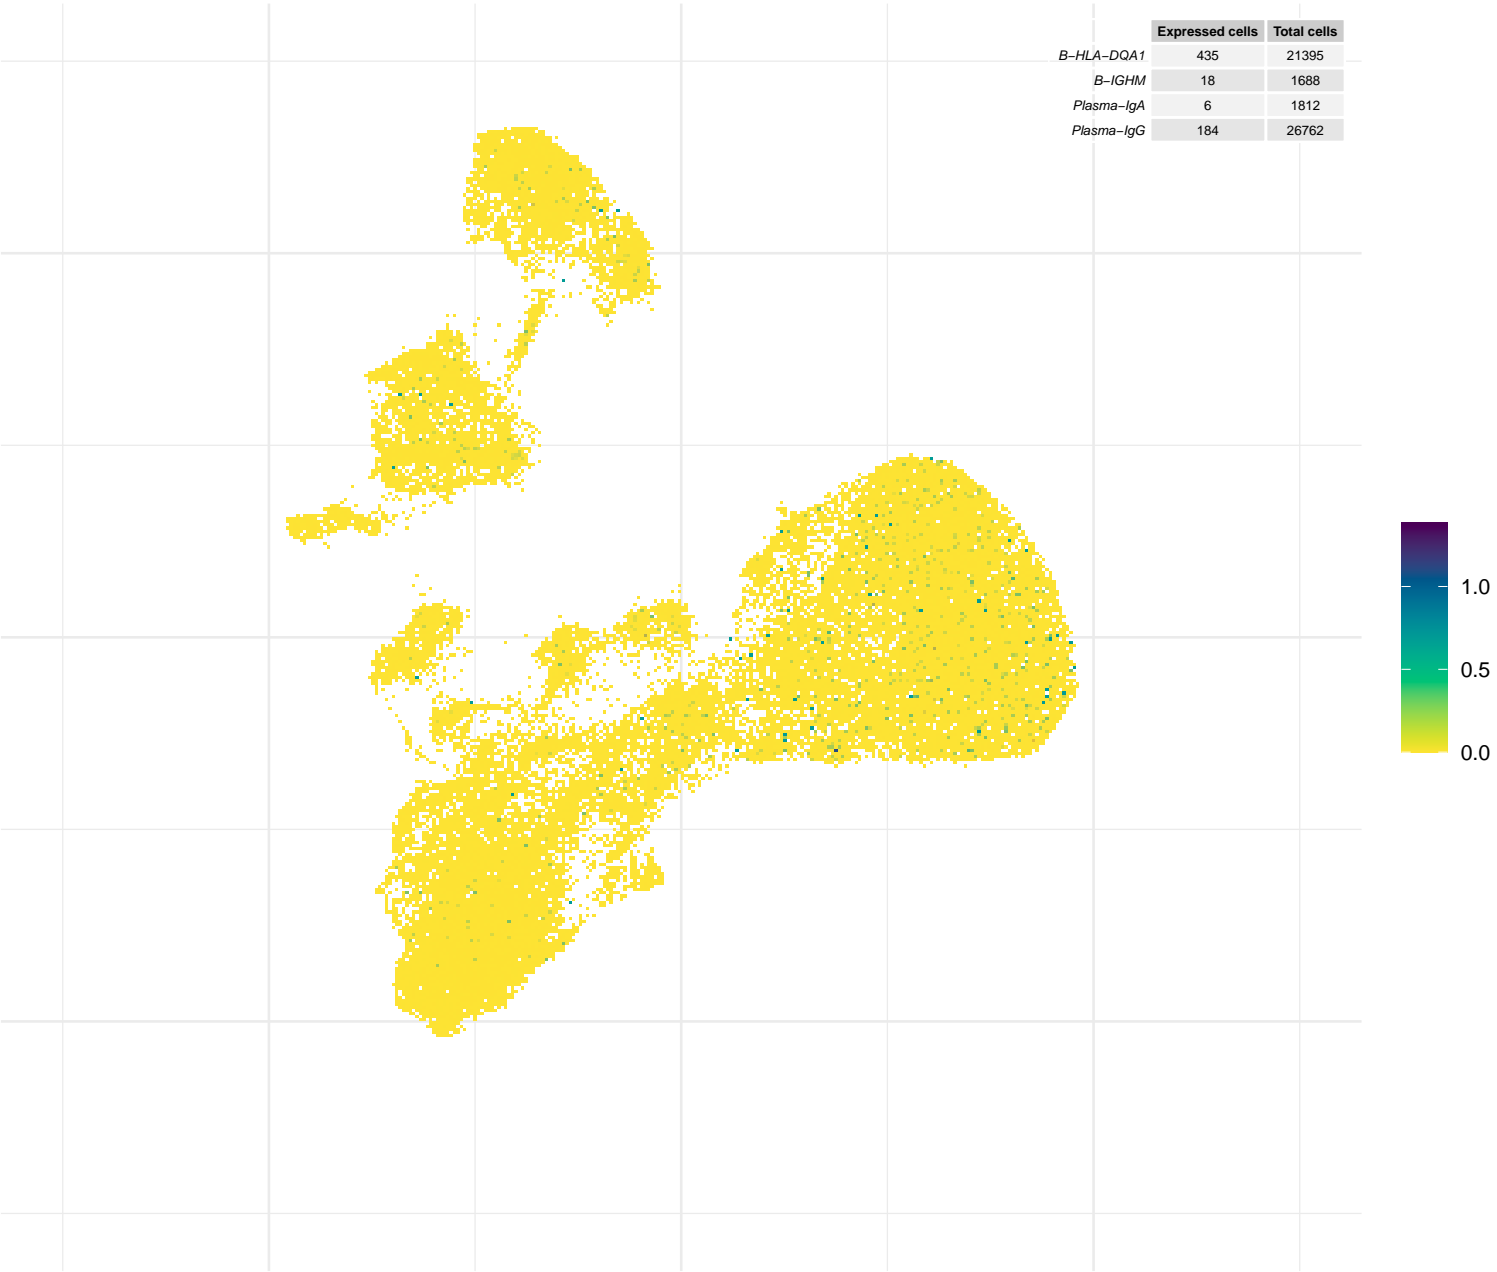 Expressed cells Total cells
B−HLA−DQA1 435 21395
B−IGHM 18 1688
Plasma−IgA 6 1812
Plasma−IgG 184 26762
1.0
0.5
0.0